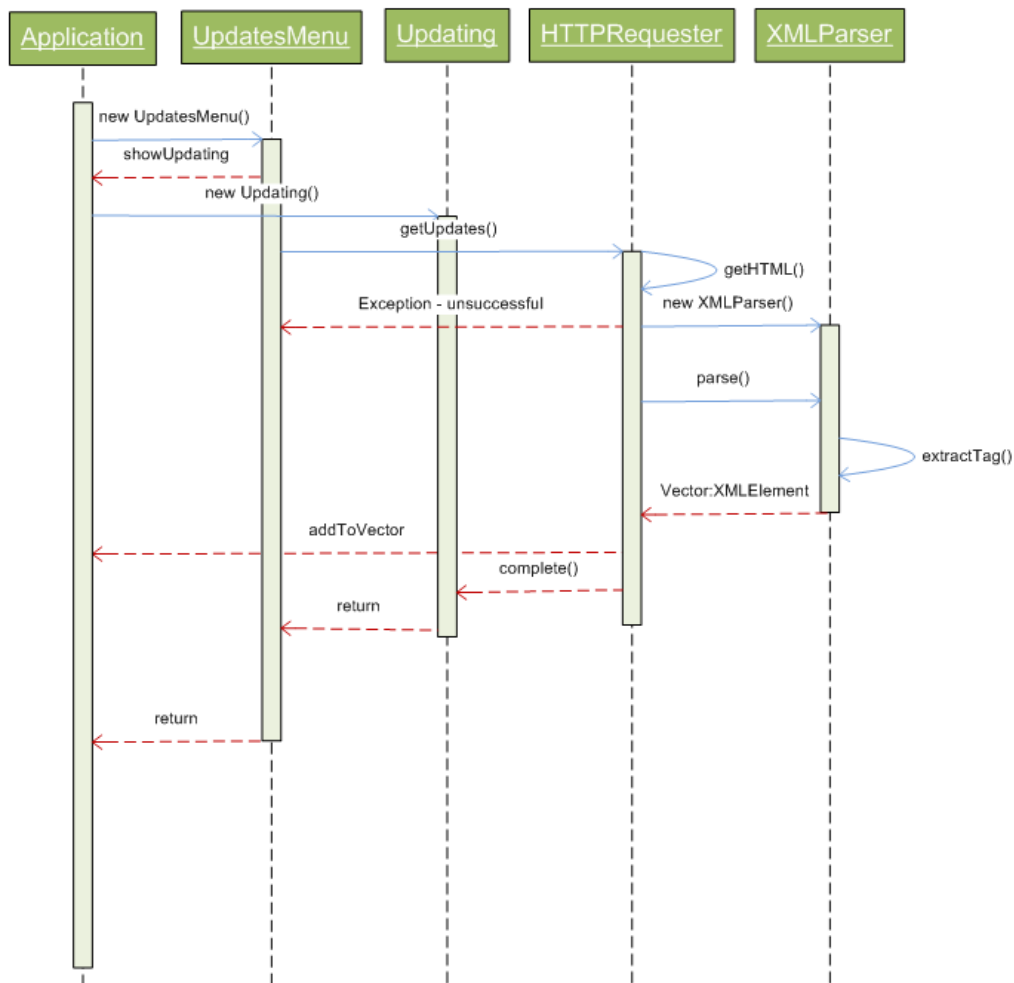 Application
UpdatesMenu
Updating
HTTPRequester
XMLParser
new UpdatesMenu()
showUpdating
new Updating()
getUpdates()
getHTML()
Exception - unsuccessful
new XMLParser()
parse()
extractTag()
Vector:XMLElement
addToVector
complete()
return
return